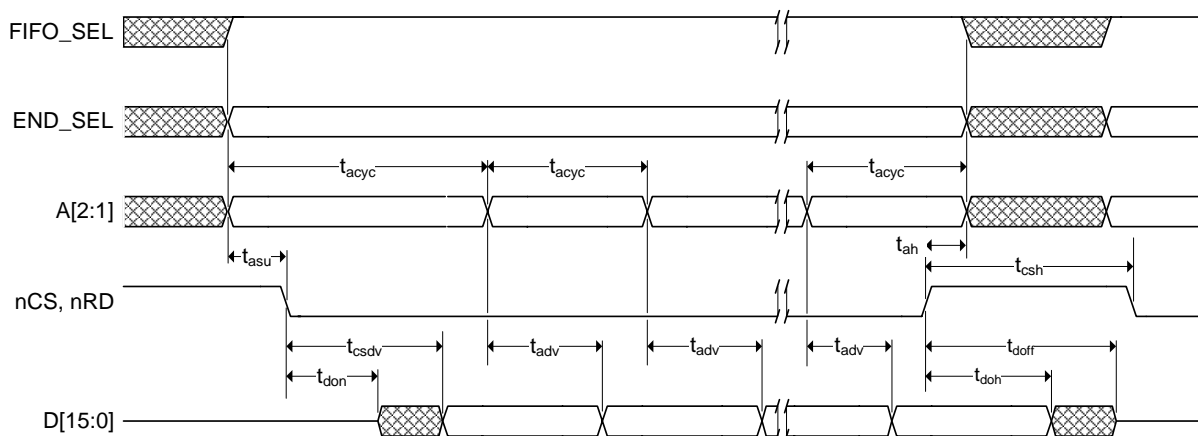 FIFO_SEL
END_SEL
tacyc tacyc tacyc
A[2:1]
tasu tah tcsh
nCS, nRD
tcsdv tadv tadv tadv tdoff
tdon tdoh
D[15:0]